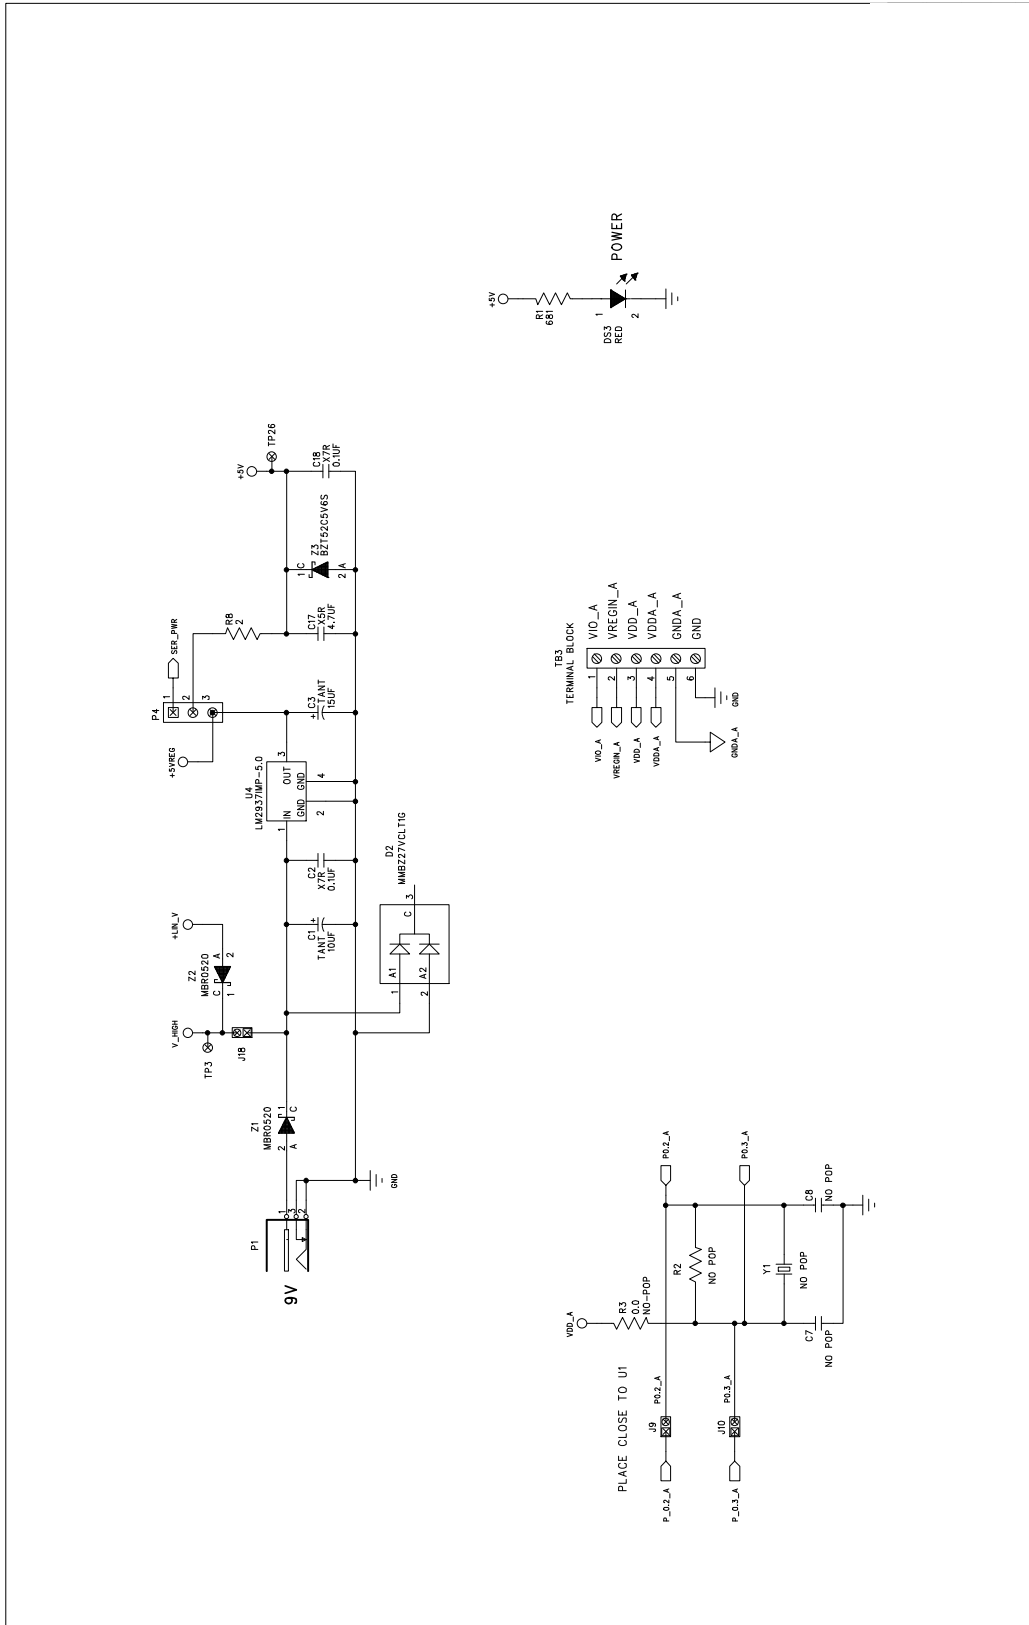 +5V
R1
681
1
DS3
RED
2
POWER
9V
P1
1
3
2
GND
Z1
MBR0520
2
A
1
C
V_HIGH
TP3
J18
Z2
MBR0520
C
1
A
2
+LIN_V
C1
+
TANT
10UF
C2
X7R
0.1UF
D2
MMBZ27VCLT1G
1
A1
2
A2
C
3
U4
LM2937IMP-5.0
1
IN
OUT
3
GND
GND
2
4
+5VREG
P4
1
2
3
SER_PWR
C3
+
TANT
15UF
R8
2
C17
X5R
4.7UF
Z3
BZT52C5V6S
1
C
2
A
+5V
TP26
C18
X7R
0.1UF
TB3
TERMINAL BLOCK
VIO_A
1
VIO_A
VREGIN_A
2
VREGIN_A
VDD_A
3
VDD_A
VDDA_A
4
VDDA_A
5
GNDA_A
6
GND
GND
GNDA_A
PLACE CLOSE TO U1
VDD_A
R3
0.0
NO-POP
P_0.2_A
J9
P0.2_A
P0.2_A
P_0.3_A
J10
P0.3_A
P0.3_A
R2
NO POP
Y1
NO POP
C7
NO POP
C8
NO POP